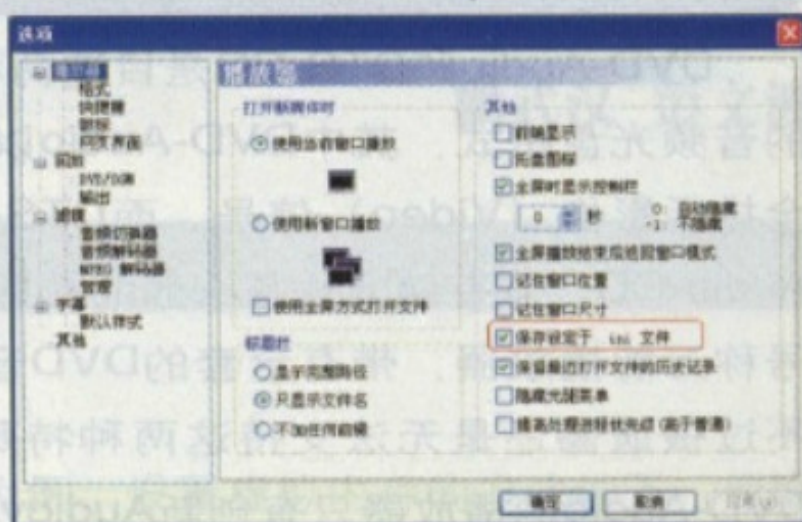 选项
播放器
格式
快捷键
徽标
网页界面
回放
DVD/OGM
输出
滤镜
音频切换器
音频解码器
MPEG 解码器
管理
字幕
默认样式
其他
播放器
打开新媒体时
使用当前窗口播放
使用新窗口播放
使用全屏方式打开文件
标题栏
显示完整路径
只显示文件名
不加任何前缀
其他
前端显示
托盘图标
全屏时显示控制栏
0 秒
0: 自动隐藏
-1: 不隐藏
全屏播放结束后返回窗口模式
记住窗口位置
记住窗口尺寸
保存设定于 .ini 文件
保留最近打开文件的历史记录
隐藏光驱菜单
提高处理进程优先级(高于普通)
确定
取消